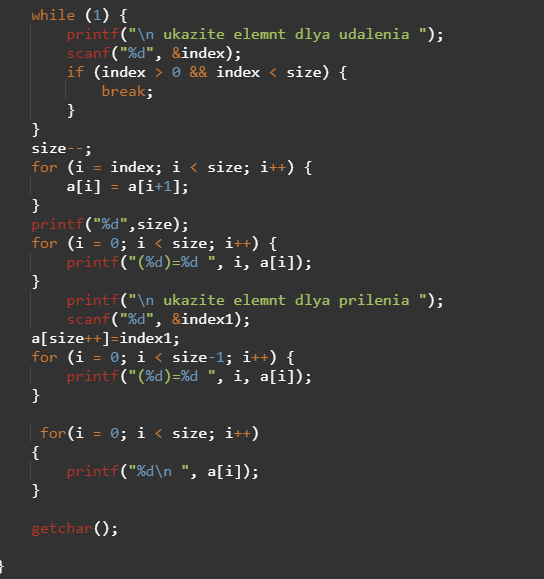 while (1) {
printf("\n ukazite elemnt dlya udalenia ");
scanf("%d", &index);
if (index > 0 && index < size) {
break;
}
}
size--;
for (i = index; i < size; i++) {
a[i] = a[i+1];
}
printf("%d",size);
for (i = 0; i < size; i++) {
printf("(%d)=%d ", i, a[i]);
}
printf("\n ukazite elemnt dlya prilenia ");
scanf("%d", &index1);
a[size++]=index1;
for (i = 0; i < size-1; i++) {
printf("(%d)=%d ", i, a[i]);
}
for(i = 0; i < size; i++)
{
printf("%d\n ", a[i]);
}
getchar();
}